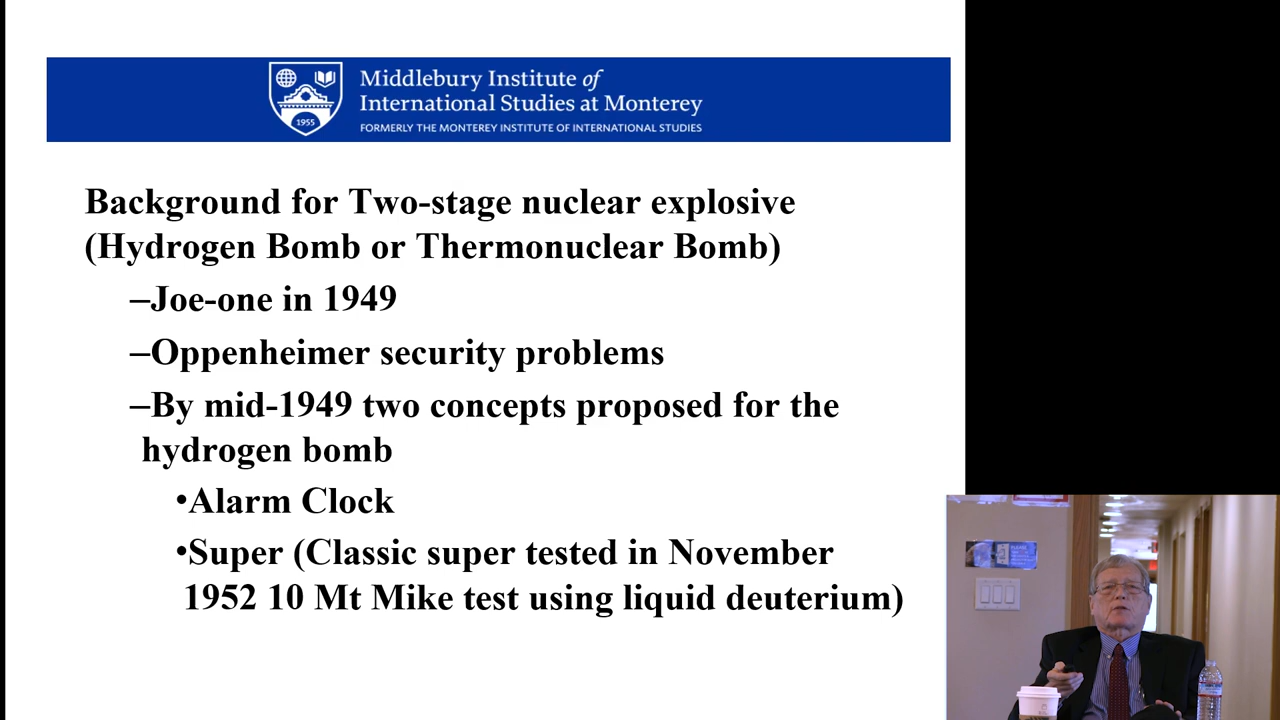 1955
Middlebury Institute of
International Studies at Monterey
FORMERLY THE MONTEREY INSTITUTE OF INTERNATIONAL STUDIES
Background for Two-stage nuclear explosive
(Hydrogen Bomb or Thermonuclear Bomb)
–Joe-one in 1949
–Oppenheimer security problems
–By mid-1949 two concepts proposed for the
hydrogen bomb
•Alarm Clock
•Super (Classic super tested in November
1952 10 Mt Mike test using liquid deuterium)